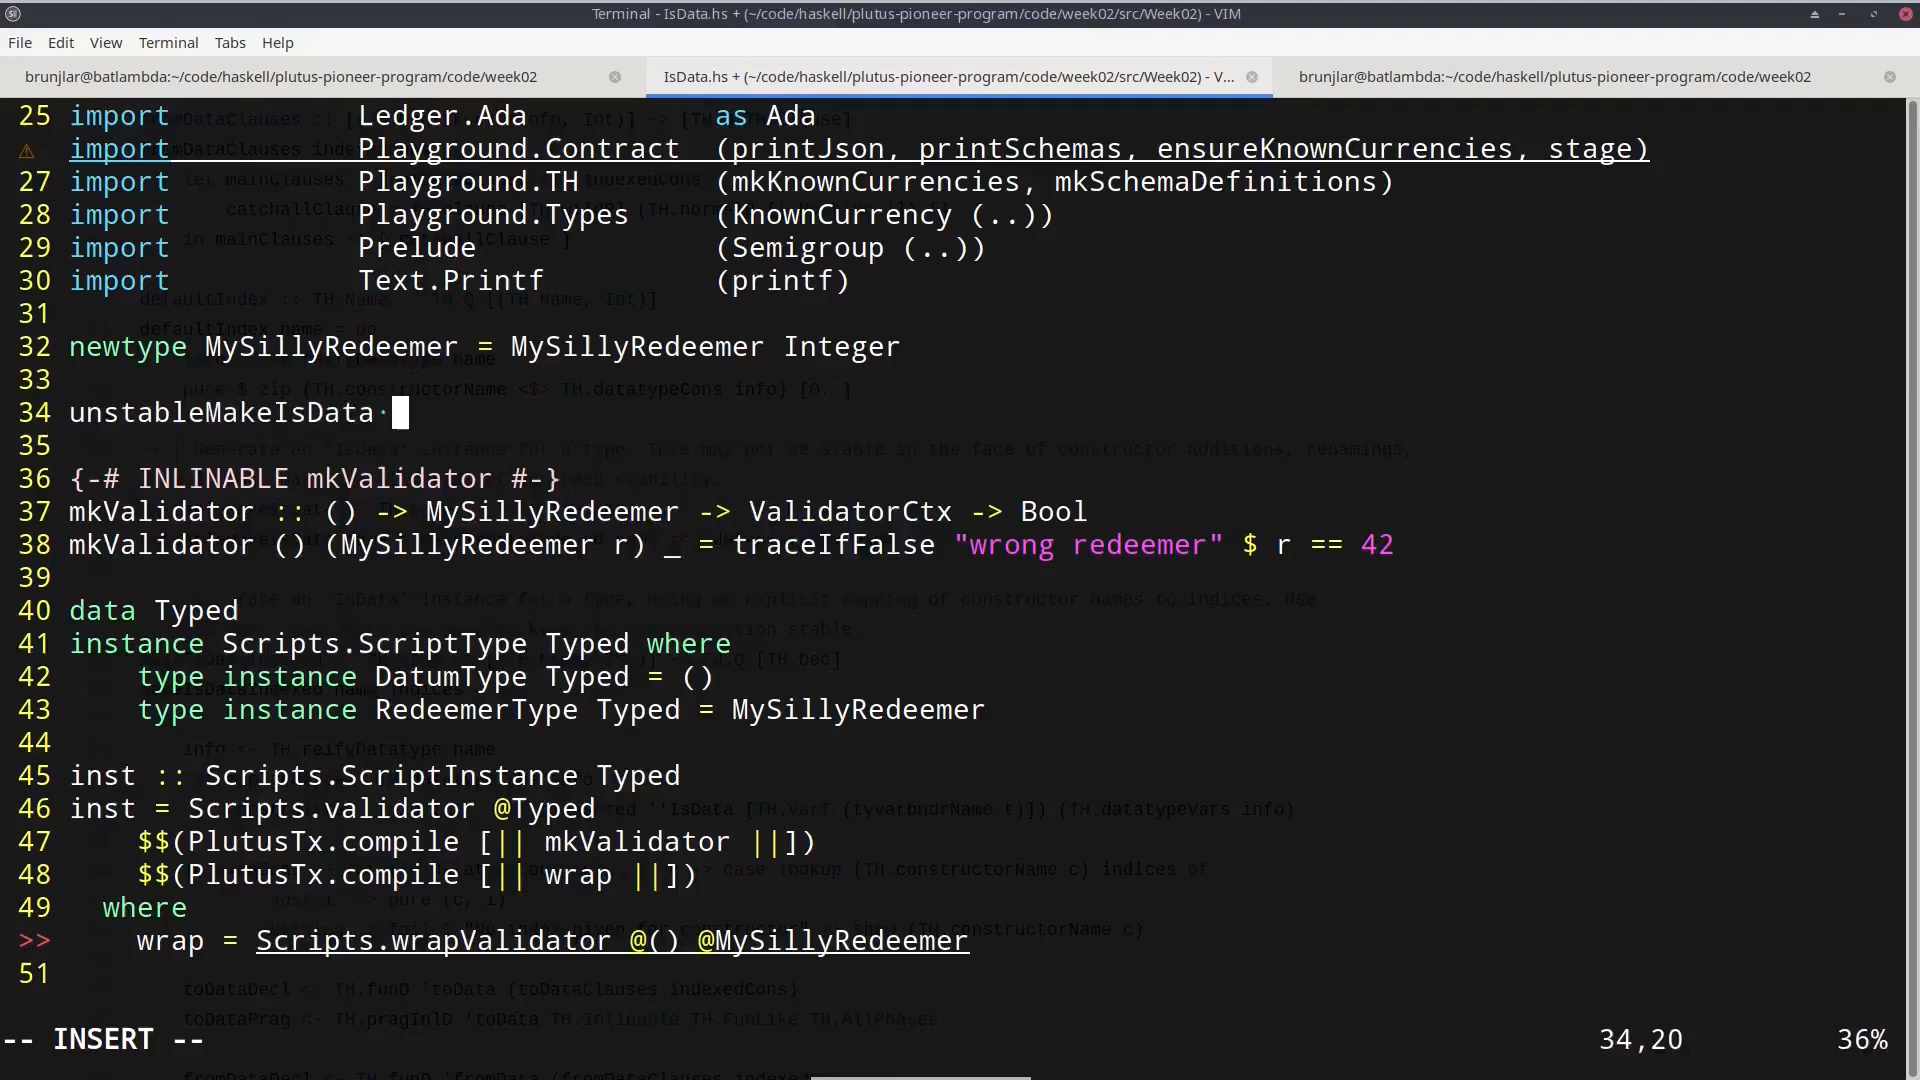 Terminal - IsData.hs + (~/code/haskell/plutus-pioneer-program/code/week02/src/Week02) - VIM
File Edit View Terminal Tabs Help
brunjlar@batlambda:~/code/haskell/plutus-pioneer-program/code/week02 IsData.hs + (~/code/haskell/plutus-pioneer-program/code/week02/src/Week02) - V... brunjlar@batlambda:~/code/haskell/plutus-pioneer-program/code/week02
25 import Ledger.Ada as Ada
⚠ import Playground.Contract (printJson, printSchemas, ensureKnownCurrencies, stage)
27 import Playground.TH (mkKnownCurrencies, mkSchemaDefinitions)
28 import Playground.Types (KnownCurrency (..))
29 import Prelude (Semigroup (..))
30 import Text.Printf (printf)
31
32 newtype MySillyRedeemer = MySillyRedeemer Integer
33
34 unstableMakeIsData·
35
36 {-# INLINABLE mkValidator #-}
37 mkValidator :: () -> MySillyRedeemer -> ValidatorCtx -> Bool
38 mkValidator () (MySillyRedeemer r) _ = traceIfFalse "wrong redeemer" $ r == 42
39
40 data Typed
41 instance Scripts.ScriptType Typed where
42 type instance DatumType Typed = ()
43 type instance RedeemerType Typed = MySillyRedeemer
44
45 inst :: Scripts.ScriptInstance Typed
46 inst = Scripts.validator @Typed
47 $$(PlutusTx.compile [|| mkValidator ||])
48 $$(PlutusTx.compile [|| wrap ||])
49 where
>> wrap = Scripts.wrapValidator @() @MySillyRedeemer
51
-- INSERT -- 34,20 36%